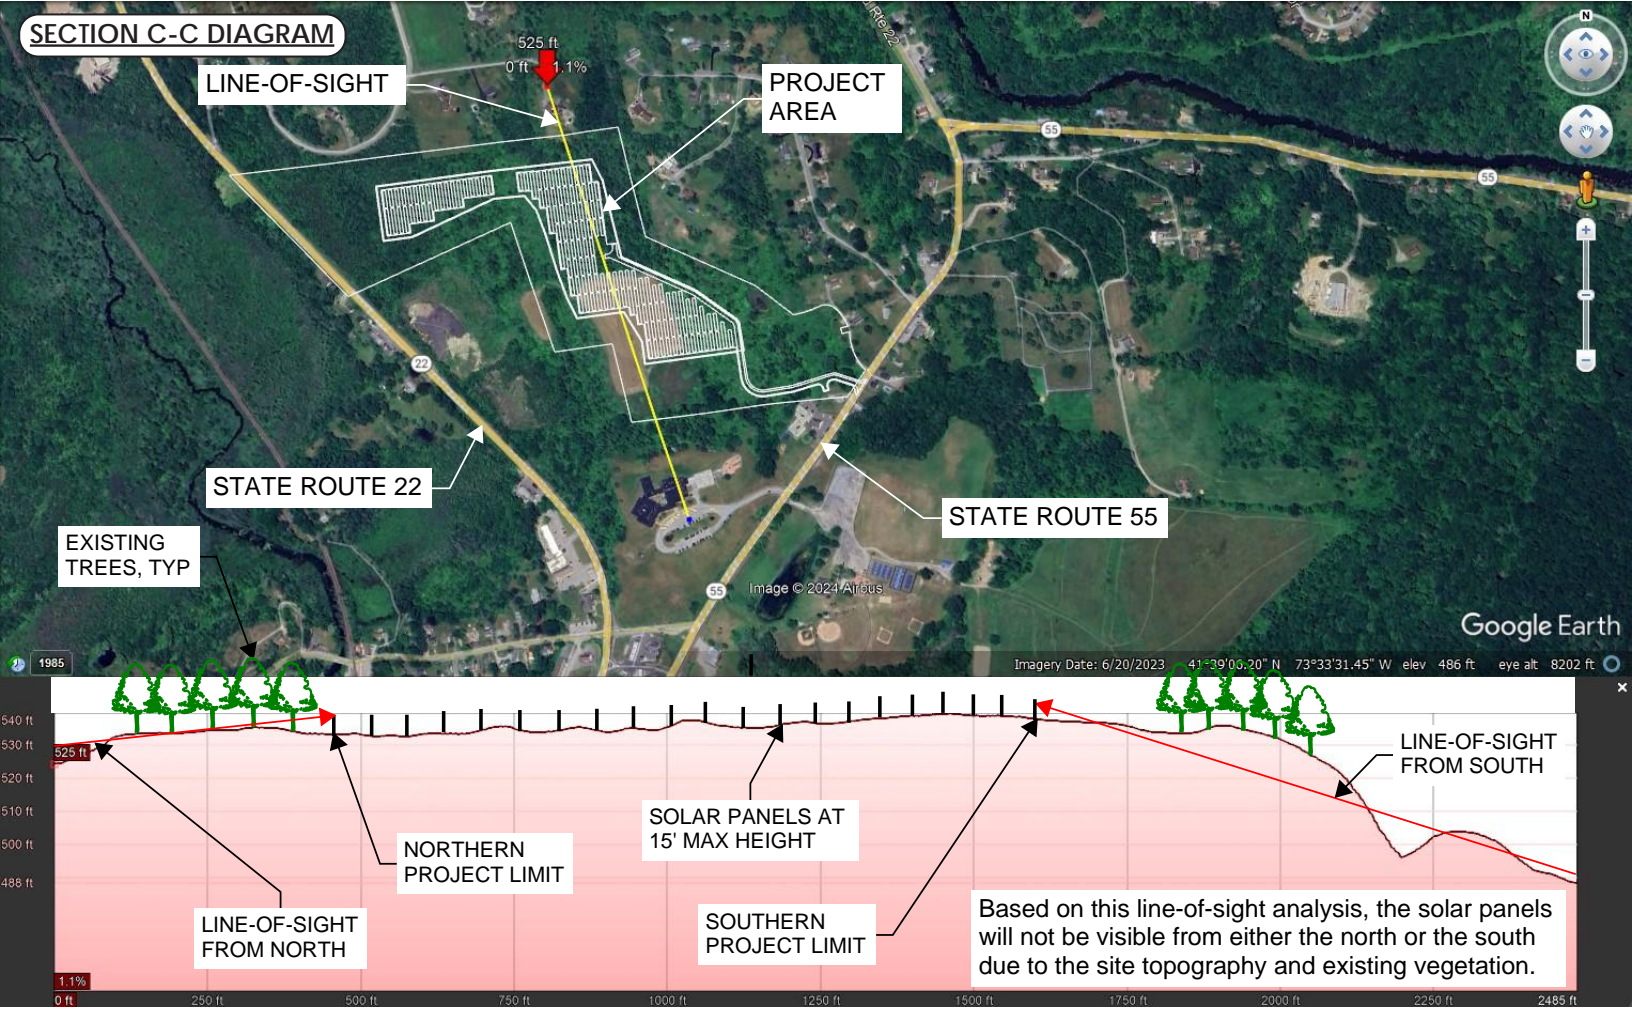 SECTION C-C DIAGRAM
525 ft
0 ft
1.1%
LINE-OF-SIGHT
PROJECT
AREA
Rte 22
N
55
55
22
STATE ROUTE 22
STATE ROUTE 55
EXISTING
TREES, TYP
55
Image © 2024 Airbus
Google Earth
1985
Imagery Date: 6/20/2023 41°39'00.20" N 73°33'31.45" W elev 486 ft eye alt 8202 ft
540 ft
530 ft
525 ft
520 ft
510 ft
500 ft
488 ft
LINE-OF-SIGHT
FROM SOUTH
SOLAR PANELS AT
15' MAX HEIGHT
NORTHERN
PROJECT LIMIT
LINE-OF-SIGHT
FROM NORTH
SOUTHERN
PROJECT LIMIT
Based on this line-of-sight analysis, the solar panels
will not be visible from either the north or the south
due to the site topography and existing vegetation.
1.1%
0 ft 250 ft 500 ft 750 ft 1000 ft 1250 ft 1500 ft 1750 ft 2000 ft 2250 ft 2485 ft